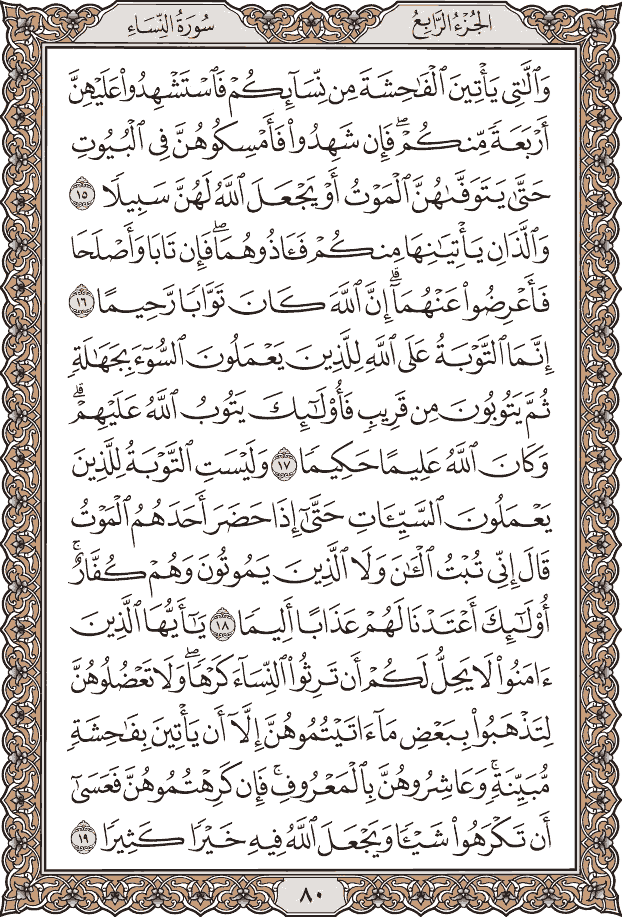 الجُزْءُ الرَّابِعُ
سُورَةُ النِّسَاءِ
وَٱلَّٰتِى يَأْتِينَ ٱلْفَٰحِشَةَ مِن نِّسَآئِكُمْ فَٱسْتَشْهِدُوا۟ عَلَيْهِنَّ
أَرْبَعَةً مِّنكُمْ ۖ فَإِن شَهِدُوا۟ فَأَمْسِكُوهُنَّ فِى ٱلْبُيُوتِ
حَتَّىٰ يَتَوَفَّىٰهُنَّ ٱلْمَوْتُ أَوْ يَجْعَلَ ٱللَّهُ لَهُنَّ سَبِيلًا ١٥
وَٱلَّذَانِ يَأْتِيَٰنِهَا مِنكُمْ فَـَٔاذُوهُمَا ۖ فَإِن تَابَا وَأَصْلَحَا
فَأَعْرِضُوا۟ عَنْهُمَآ ۗ إِنَّ ٱللَّهَ كَانَ تَوَّابًا رَّحِيمًا ١٦
إِنَّمَا ٱلتَّوْبَةُ عَلَى ٱللَّهِ لِلَّذِينَ يَعْمَلُونَ ٱلسُّوٓءَ بِجَهَٰلَةٍ
ثُمَّ يَتُوبُونَ مِن قَرِيبٍ فَأُو۟لَٰٓئِكَ يَتُوبُ ٱللَّهُ عَلَيْهِمْ ۗ
وَكَانَ ٱللَّهُ عَلِيمًا حَكِيمًا ١٧ وَلَيْسَتِ ٱلتَّوْبَةُ لِلَّذِينَ
يَعْمَلُونَ ٱلسَّيِّـَٔاتِ حَتَّىٰٓ إِذَا حَضَرَ أَحَدَهُمُ ٱلْمَوْتُ
قَالَ إِنِّى تُبْتُ ٱلْـَٰٔنَ وَلَا ٱلَّذِينَ يَمُوتُونَ وَهُمْ كُفَّارٌ ۚ
أُو۟لَٰٓئِكَ أَعْتَدْنَا لَهُمْ عَذَابًا أَلِيمًا ١٨ يَٰٓأَيُّهَا ٱلَّذِينَ
ءَامَنُوا۟ لَا يَحِلُّ لَكُمْ أَن تَرِثُوا۟ ٱلنِّسَآءَ كَرْهًا ۖ وَلَا تَعْضُلُوهُنَّ
لِتَذْهَبُوا۟ بِبَعْضِ مَآ ءَاتَيْتُمُوهُنَّ إِلَّآ أَن يَأْتِينَ بِفَٰحِشَةٍ
مُّبَيِّنَةٍ ۚ وَعَاشِرُوهُنَّ بِٱلْمَعْرُوفِ ۚ فَإِن كَرِهْتُمُوهُنَّ فَعَسَىٰٓ
أَن تَكْرَهُوا۟ شَيْـًٔا وَيَجْعَلَ ٱللَّهُ فِيهِ خَيْرًا كَثِيرًا ١٩
٨٠